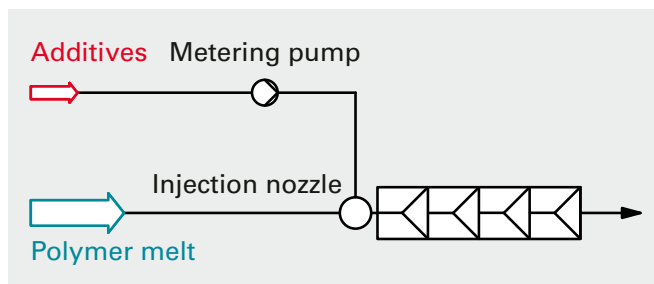 Additives
Metering pump
Injection nozzle
Polymer melt